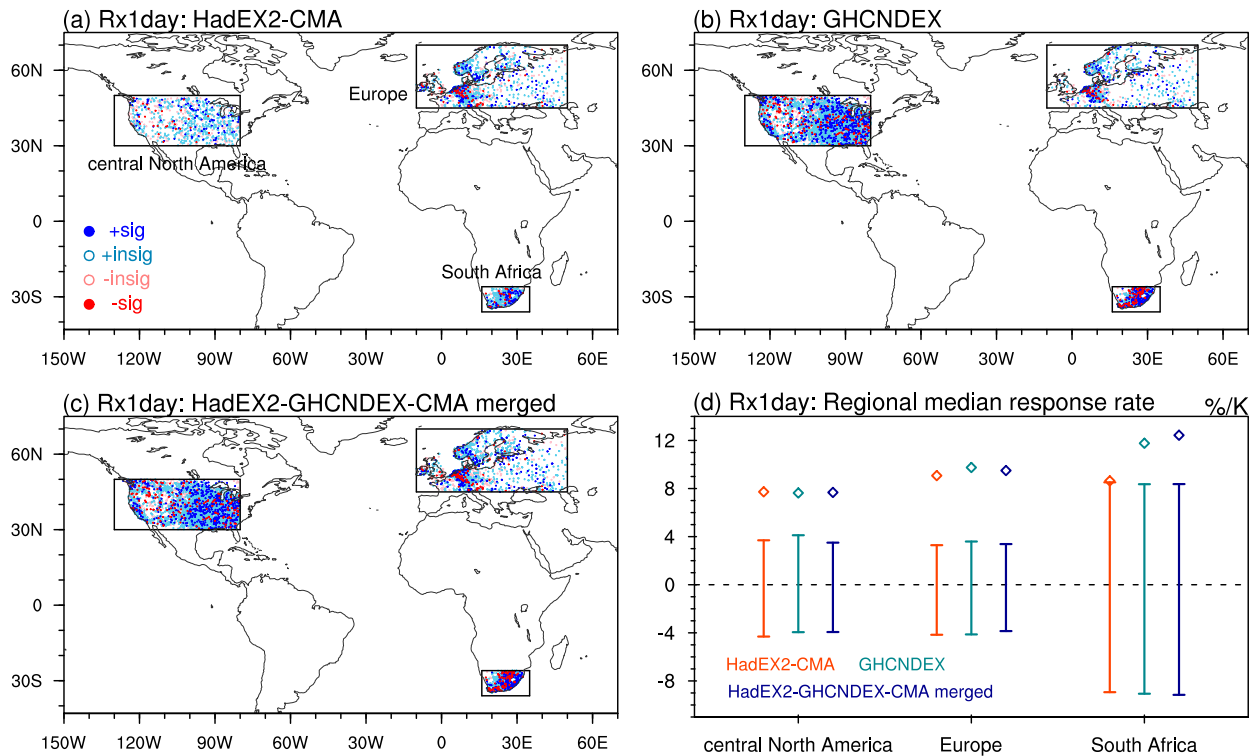 (a) Rx1day: HadEX2-CMA
60N
30N
0
30S
Europe
central North America
South Africa
+sig
+insig
-insig
-sig
150W 120W 90W 60W 30W 0 30E 60E
(b) Rx1day: GHCNDEX
60N
30N
0
30S
150W 120W 90W 60W 30W 0 30E 60E
(c) Rx1day: HadEX2-GHCNDEX-CMA merged
60N
30N
0
30S
150W 120W 90W 60W 30W 0 30E 60E
(d) Rx1day: Regional median response rate %/K
12
8
4
0
-4
-8
HadEX2-CMA GHCNDEX
HadEX2-GHCNDEX-CMA merged
central North America Europe South Africa